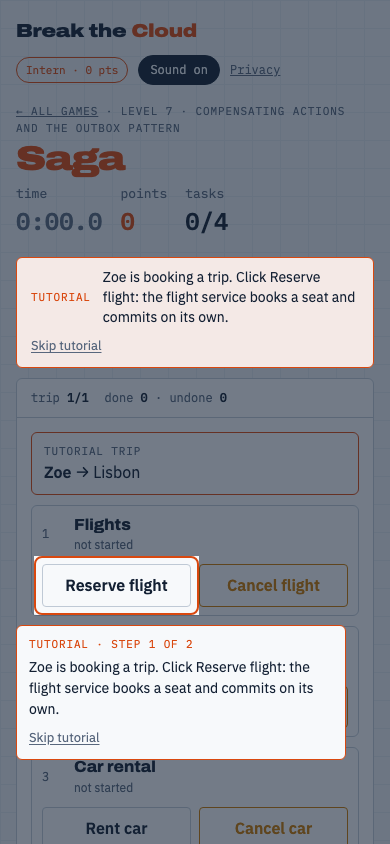 Break the Cloud
Intern · 0 pts
Sound on
Privacy
← ALL GAMES · LEVEL 7 · COMPENSATING ACTIONS
AND THE OUTBOX PATTERN
Saga
time points tasks
0:00.0 0 0/4
TUTORIAL
Zoe is booking a trip. Click Reserve
flight: the flight service books a seat and
commits on its own.
Skip tutorial
trip 1/1 done 0 · undone 0
TUTORIAL TRIP
Zoe → Lisbon
1
Flights
not started
Reserve flight
Cancel flight
TUTORIAL · STEP 1 OF 2
Zoe is booking a trip. Click Reserve flight: the
flight service books a seat and commits on its
own.
Skip tutorial
3
Car rental
not started
Rent car
Cancel car